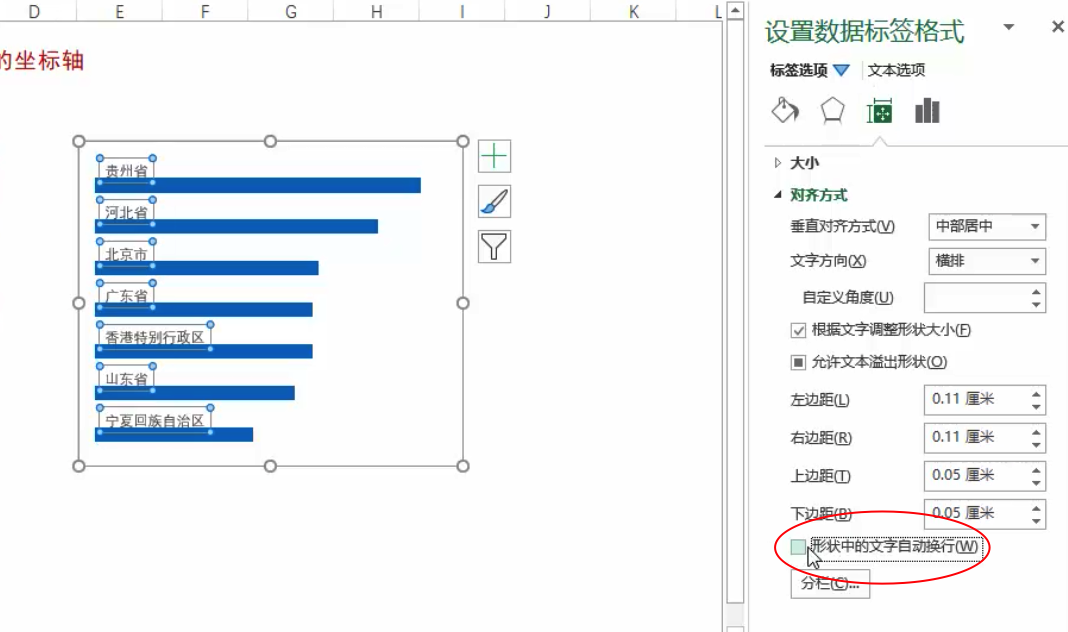 D E F G H I J K L
的坐标轴
贵州省
河北省
北京市
广东省
香港特别行政区
山东省
宁夏回族自治区
设置数据标签格式
标签选项 文本选项
大小
对齐方式
垂直对齐方式(V) 中部居中
文字方向(X) 横排
自定义角度(U)
根据文字调整形状大小(F)
允许文本溢出形状(O)
左边距(L) 0.11 厘米
右边距(R) 0.11 厘米
上边距(T) 0.05 厘米
下边距(B) 0.05 厘米
形状中的文字自动换行(W)
分栏(C)...